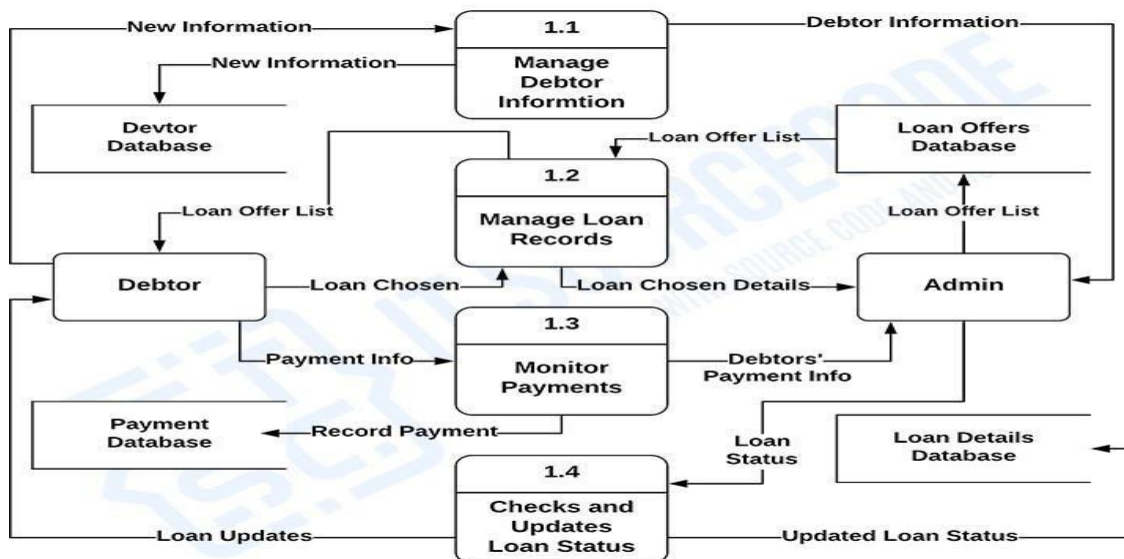 New Information
1.1
Debtor Information
New Information
Manage
Debtor
Informtion
Devtor
Database
Loan Offer List
Loan Offers
Database
1.2
Loan Offer List
Manage Loan
Records
Loan Offer List
Debtor
Loan Chosen
Loan Chosen Details
Admin
1.3
Payment Info
Monitor
Payments
Debtors'
Payment Info
Payment
Database
Record Payment
Loan
Status
Loan Details
Database
1.4
Checks and
Updates
Loan Status
Loan Updates
Updated Loan Status
IT SOURCECODE